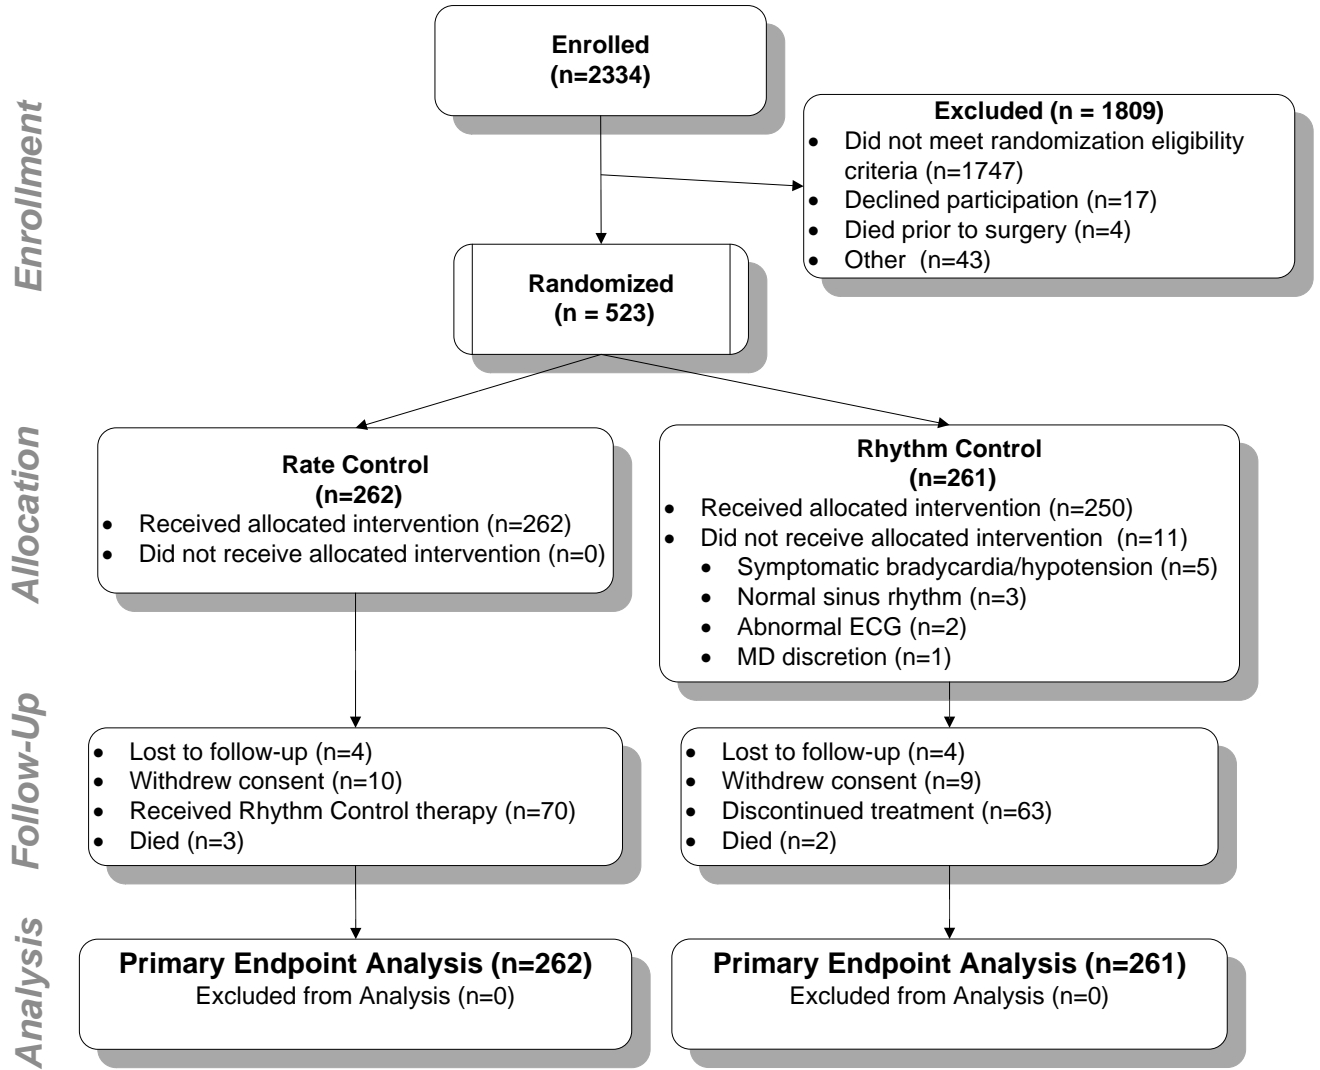 Enrollment
Enrolled
(n=2334)
Excluded (n = 1809)
• Did not meet randomization eligibility
criteria (n=1747)
• Declined participation (n=17)
• Died prior to surgery (n=4)
• Other (n=43)
Randomized
(n = 523)
Allocation
Rate Control
(n=262)
• Received allocated intervention (n=262)
• Did not receive allocated intervention (n=0)
Rhythm Control
(n=261)
• Received allocated intervention (n=250)
• Did not receive allocated intervention (n=11)
• Symptomatic bradycardia/hypotension (n=5)
• Normal sinus rhythm (n=3)
• Abnormal ECG (n=2)
• MD discretion (n=1)
Follow-Up
• Lost to follow-up (n=4)
• Withdrew consent (n=10)
• Received Rhythm Control therapy (n=70)
• Died (n=3)
• Lost to follow-up (n=4)
• Withdrew consent (n=9)
• Discontinued treatment (n=63)
• Died (n=2)
Analysis
Primary Endpoint Analysis (n=262)
Excluded from Analysis (n=0)
Primary Endpoint Analysis (n=261)
Excluded from Analysis (n=0)